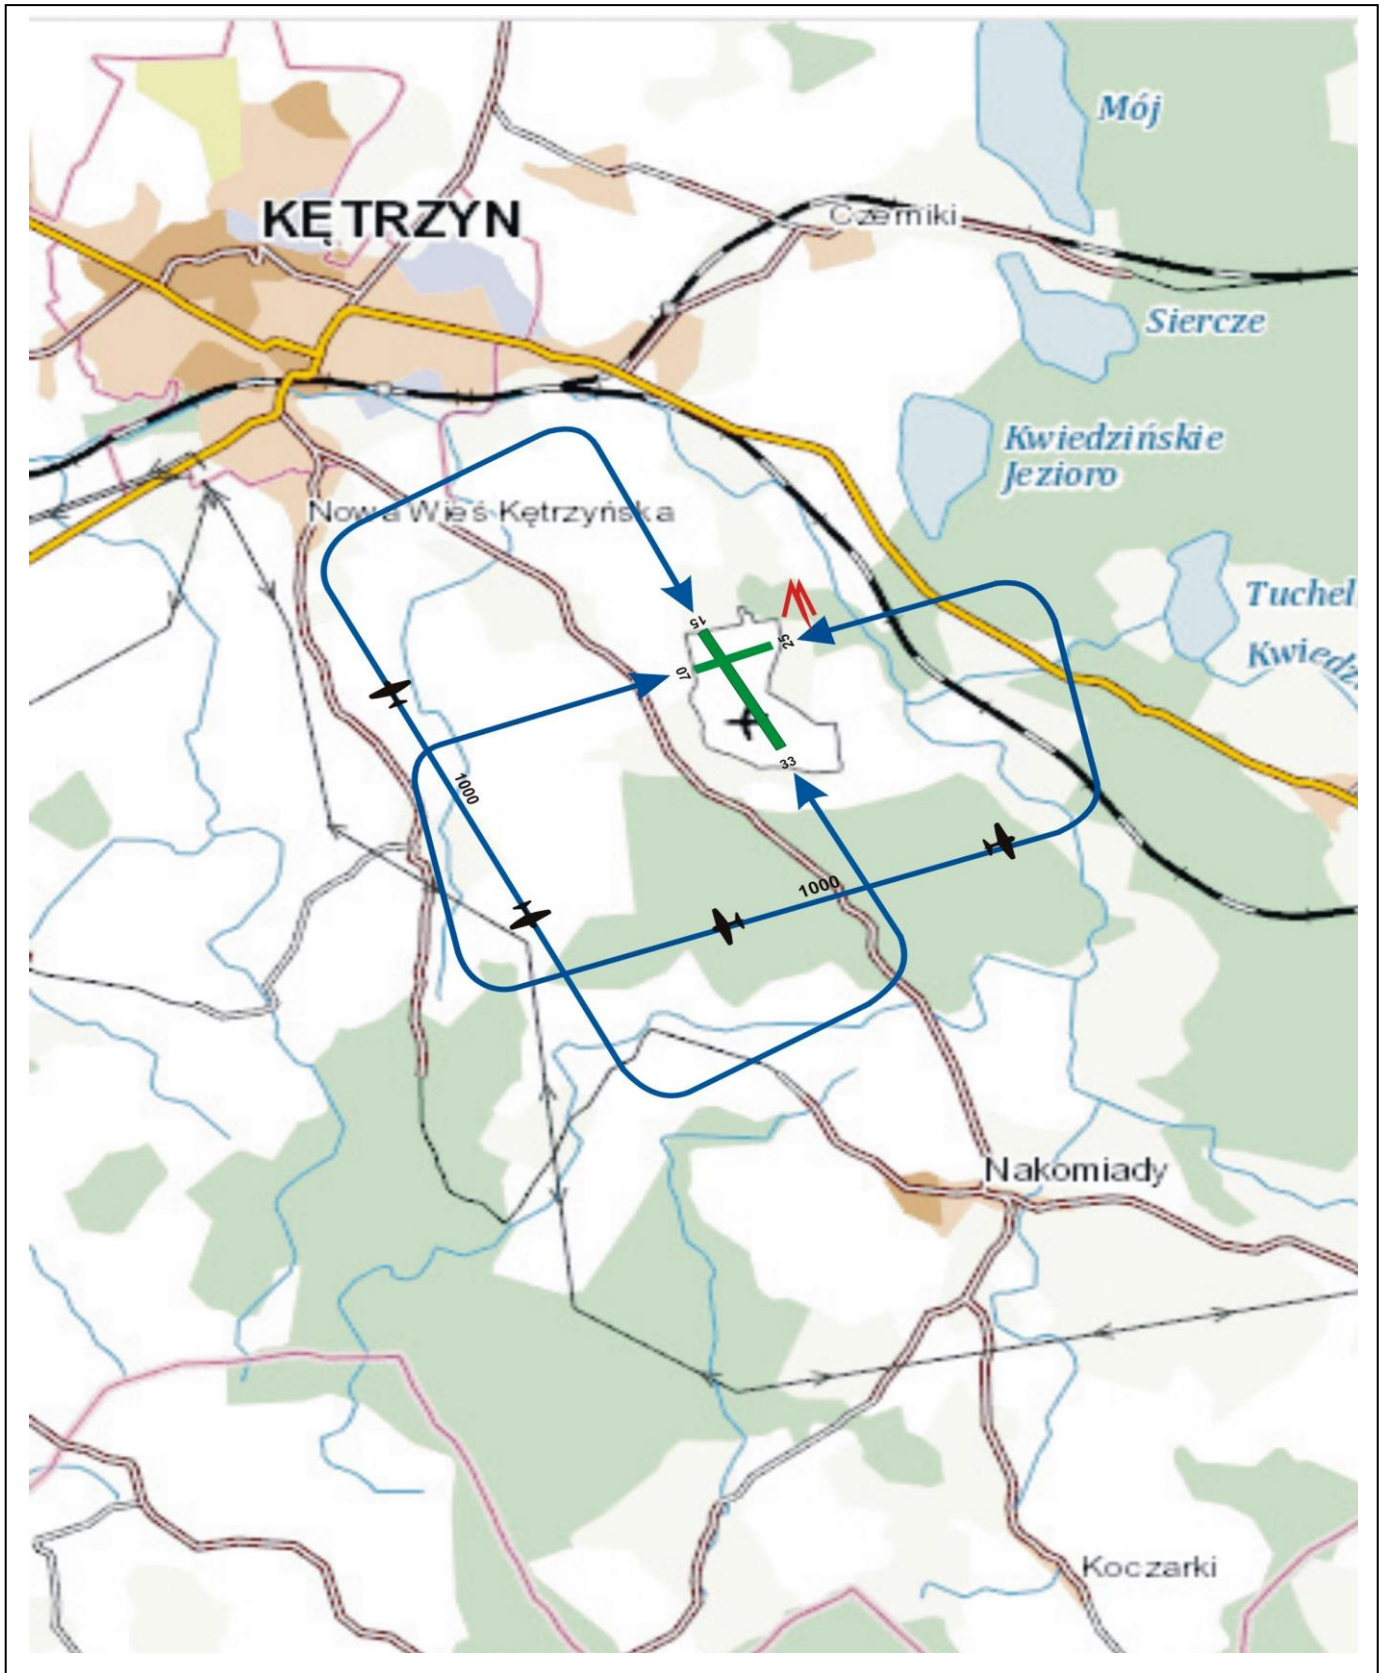 Mój
KĘTRZYN
Czerniki
Siercze
Kwiedzińskie
Jezioro
Nowa Wieś Kętrzyńska
Tuchel
Kwiedz
15
25
07
33
1000
1000
Nakomiady
Koczarki